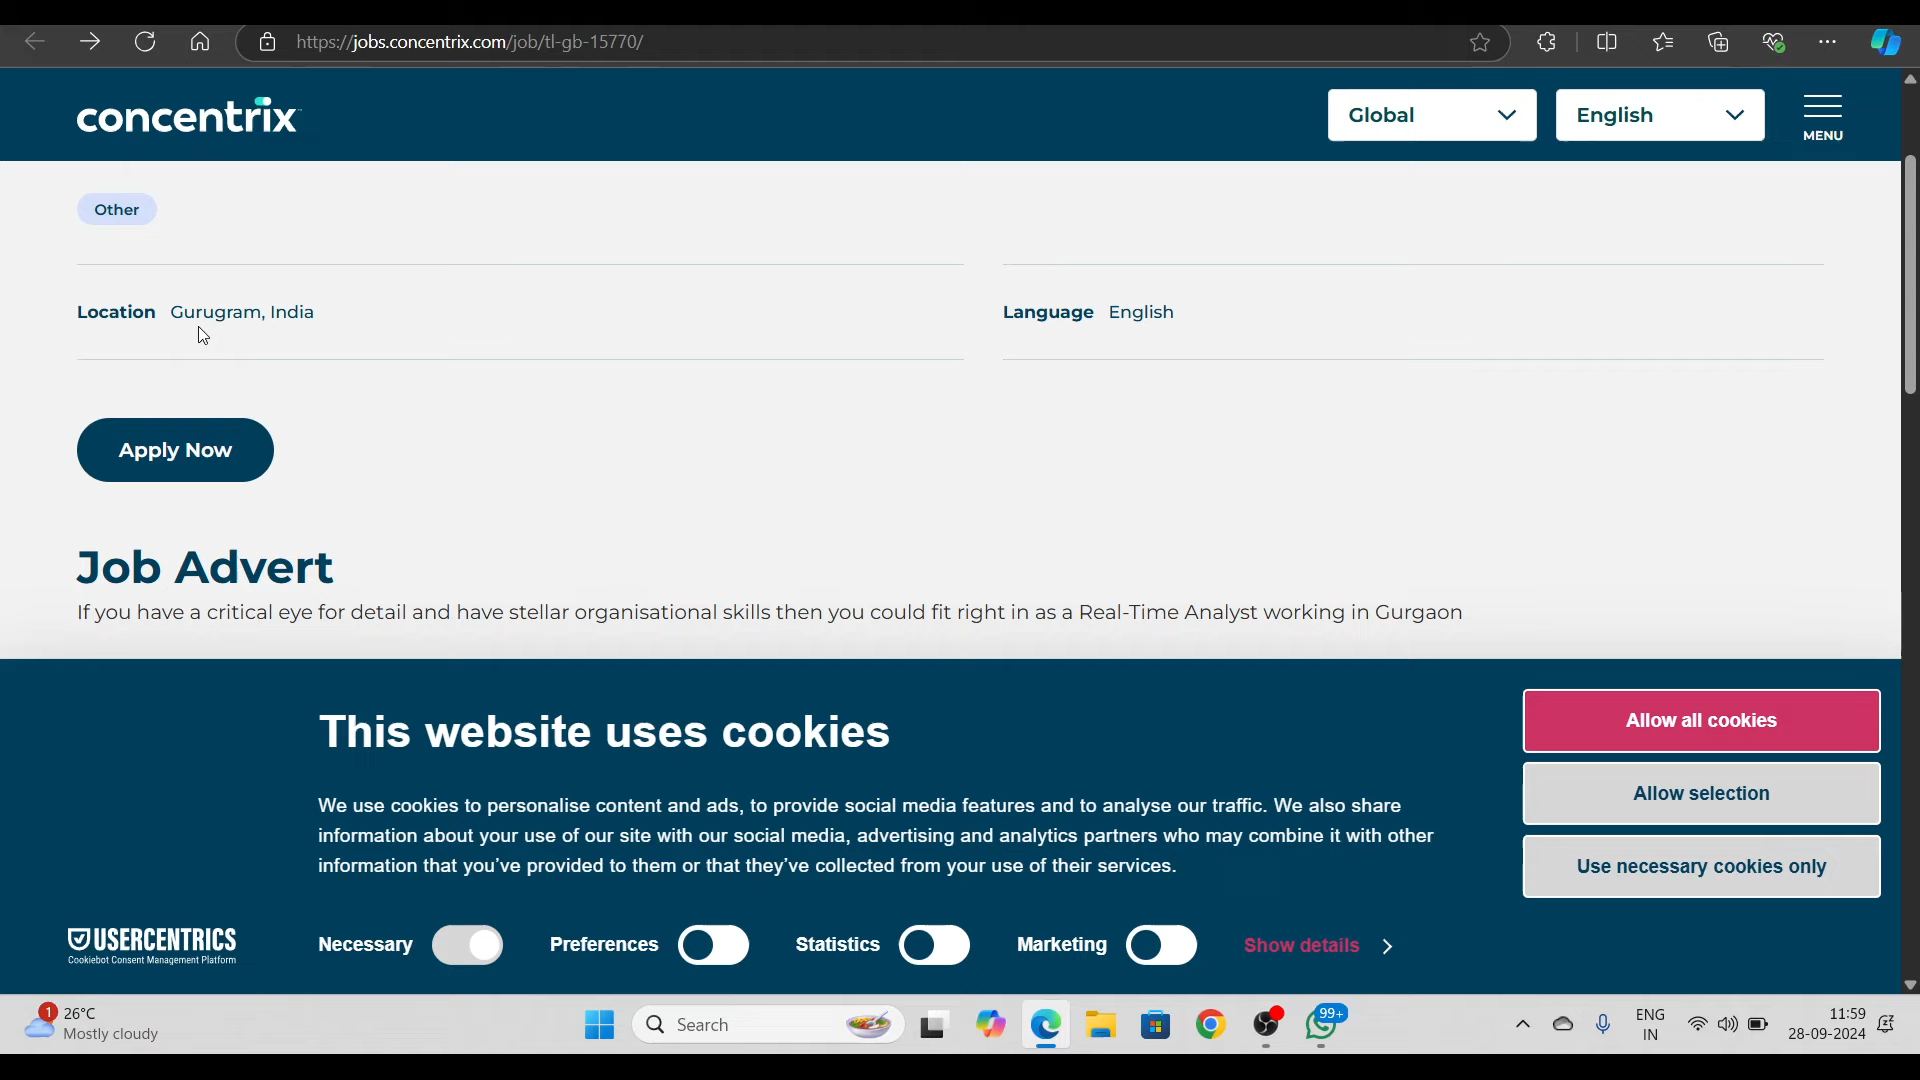 https://jobs.concentrix.com/job/tl-gb-15770/
concentrix
Global
English
MENU
Other
Location Gurugram, India
Language English
Apply Now
Job Advert
If you have a critical eye for detail and have stellar organisational skills then you could fit right in as a Real-Time Analyst working in Gurgaon
This website uses cookies
We use cookies to personalise content and ads, to provide social media features and to analyse our traffic. We also share
information about your use of our site with our social media, advertising and analytics partners who may combine it with other
information that you've provided to them or that they've collected from your use of their services.
Allow all cookies
Allow selection
Use necessary cookies only
USERCENTRICS
Cookiebot Consent Management Platform
Necessary
Preferences
Statistics
Marketing
Show details
1
26°C
Mostly cloudy
Search
99+
ENG
IN
11:59
28-09-2024